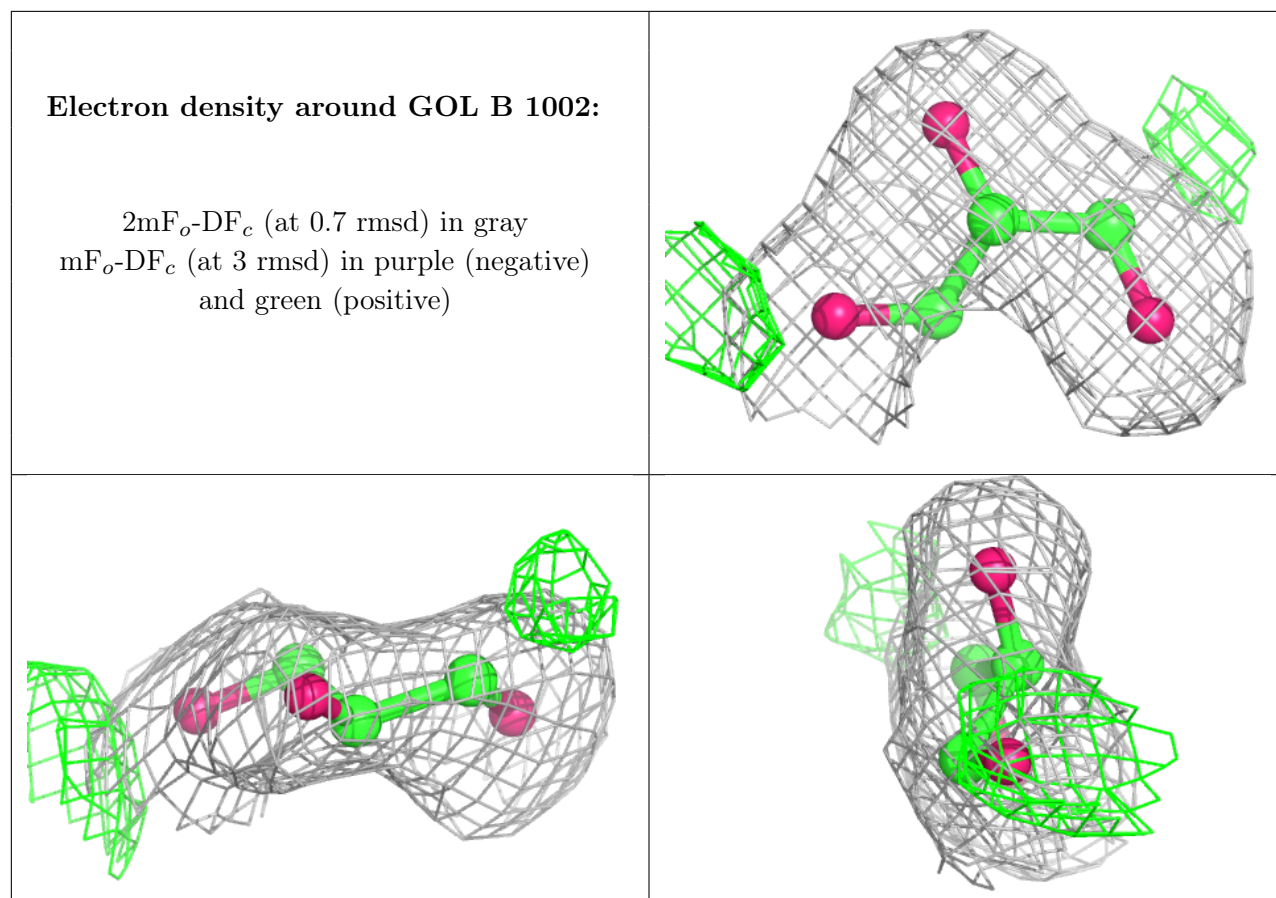 Electron density around GOL B 1002:
2mFo-DFc (at 0.7 rmsd) in gray
mFo-DFc (at 3 rmsd) in purple (negative)
and green (positive)